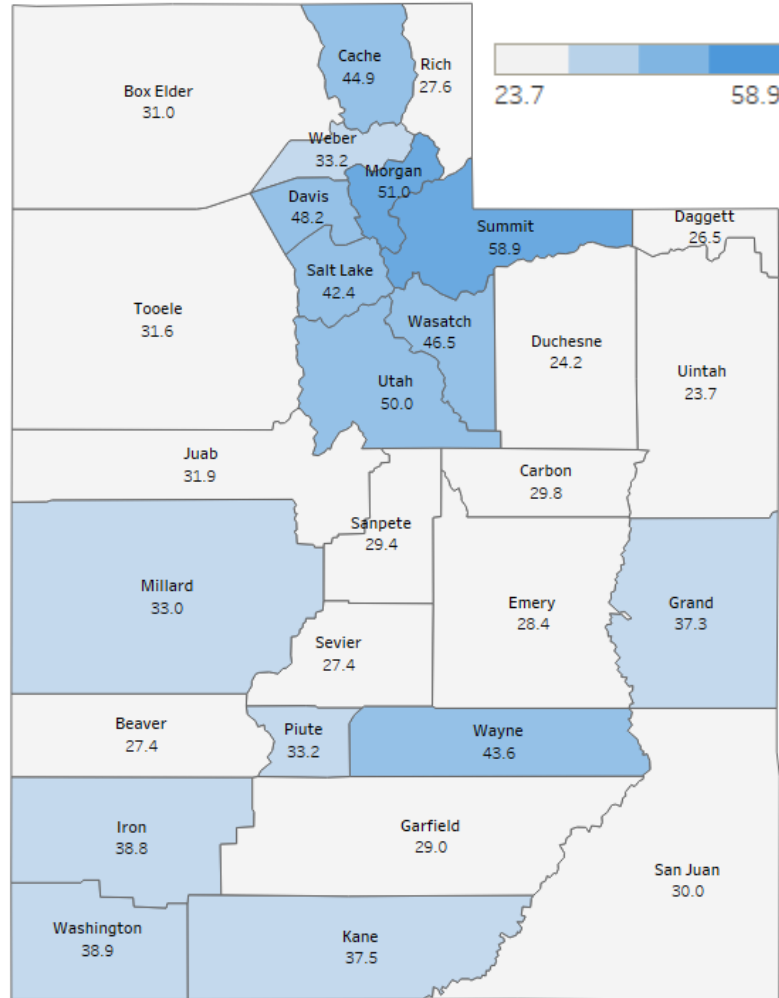 Cache
44.9
Rich
27.6
23.7
58.9
Box Elder
31.0
Weber
33.2
Morgan
51.0
Davis
48.2
Summit
58.9
Daggett
26.5
Salt Lake
42.4
Tooele
31.6
Wasatch
46.5
Duchesne
24.2
Uintah
23.7
Utah
50.0
Juab
31.9
Carbon
29.8
Sanpete
29.4
Millard
33.0
Emery
28.4
Grand
37.3
Sevier
27.4
Beaver
27.4
Piute
33.2
Wayne
43.6
Iron
38.8
Garfield
29.0
San Juan
30.0
Washington
38.9
Kane
37.5